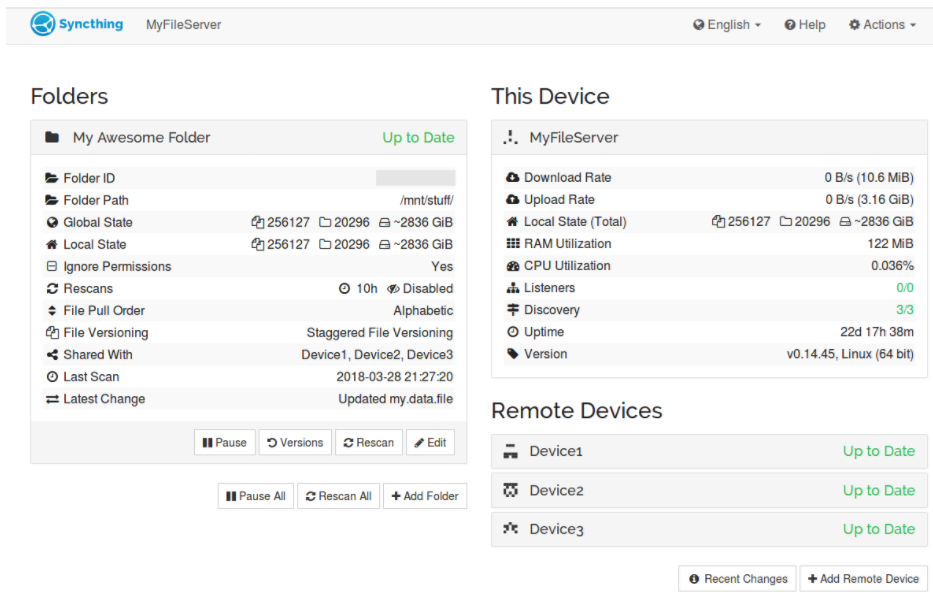 Syncthing MyFileServer English Help Actions
Folders
My Awesome Folder Up to Date
Folder ID
Folder Path /mnt/stuff/
Global State 256127 20296 ~2836 GiB
Local State 256127 20296 ~2836 GiB
Ignore Permissions Yes
Rescans 10h Disabled
File Pull Order Alphabetic
File Versioning Staggered File Versioning
Shared With Device1, Device2, Device3
Last Scan 2018-03-28 21:27:20
Latest Change Updated my.data.file
Pause Versions Rescan Edit
Pause All Rescan All Add Folder
This Device
MyFileServer
Download Rate 0 B/s (10.6 MiB)
Upload Rate 0 B/s (3.16 GiB)
Local State (Total) 256127 20296 ~2836 GiB
RAM Utilization 122 MiB
CPU Utilization 0.036%
Listeners 0/0
Discovery 3/3
Uptime 22d 17h 38m
Version v0.14.45, Linux (64 bit)
Remote Devices
Device1 Up to Date
Device2 Up to Date
Device3 Up to Date
Recent Changes Add Remote Device